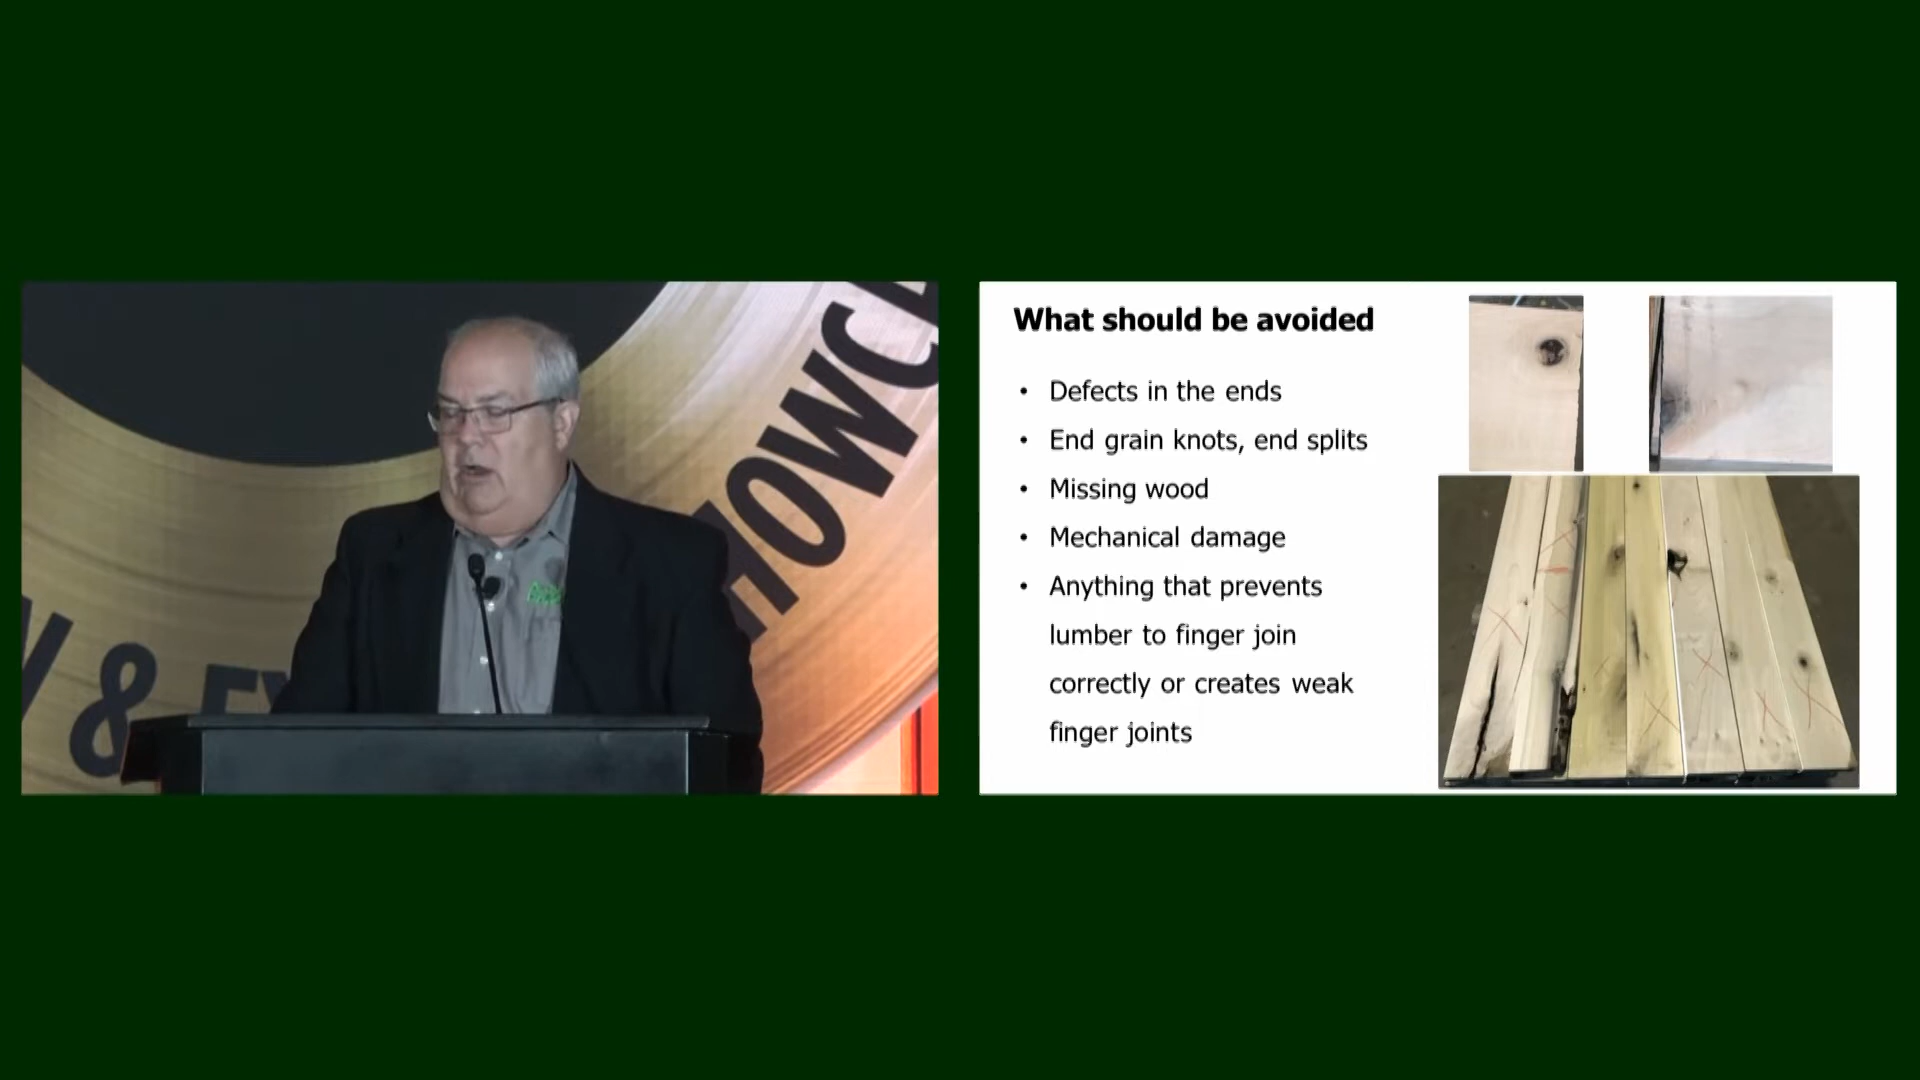 HOWC
&
What should be avoided
• Defects in the ends
• End grain knots, end splits
• Missing wood
• Mechanical damage
• Anything that prevents
lumber to finger join
correctly or creates weak
finger joints